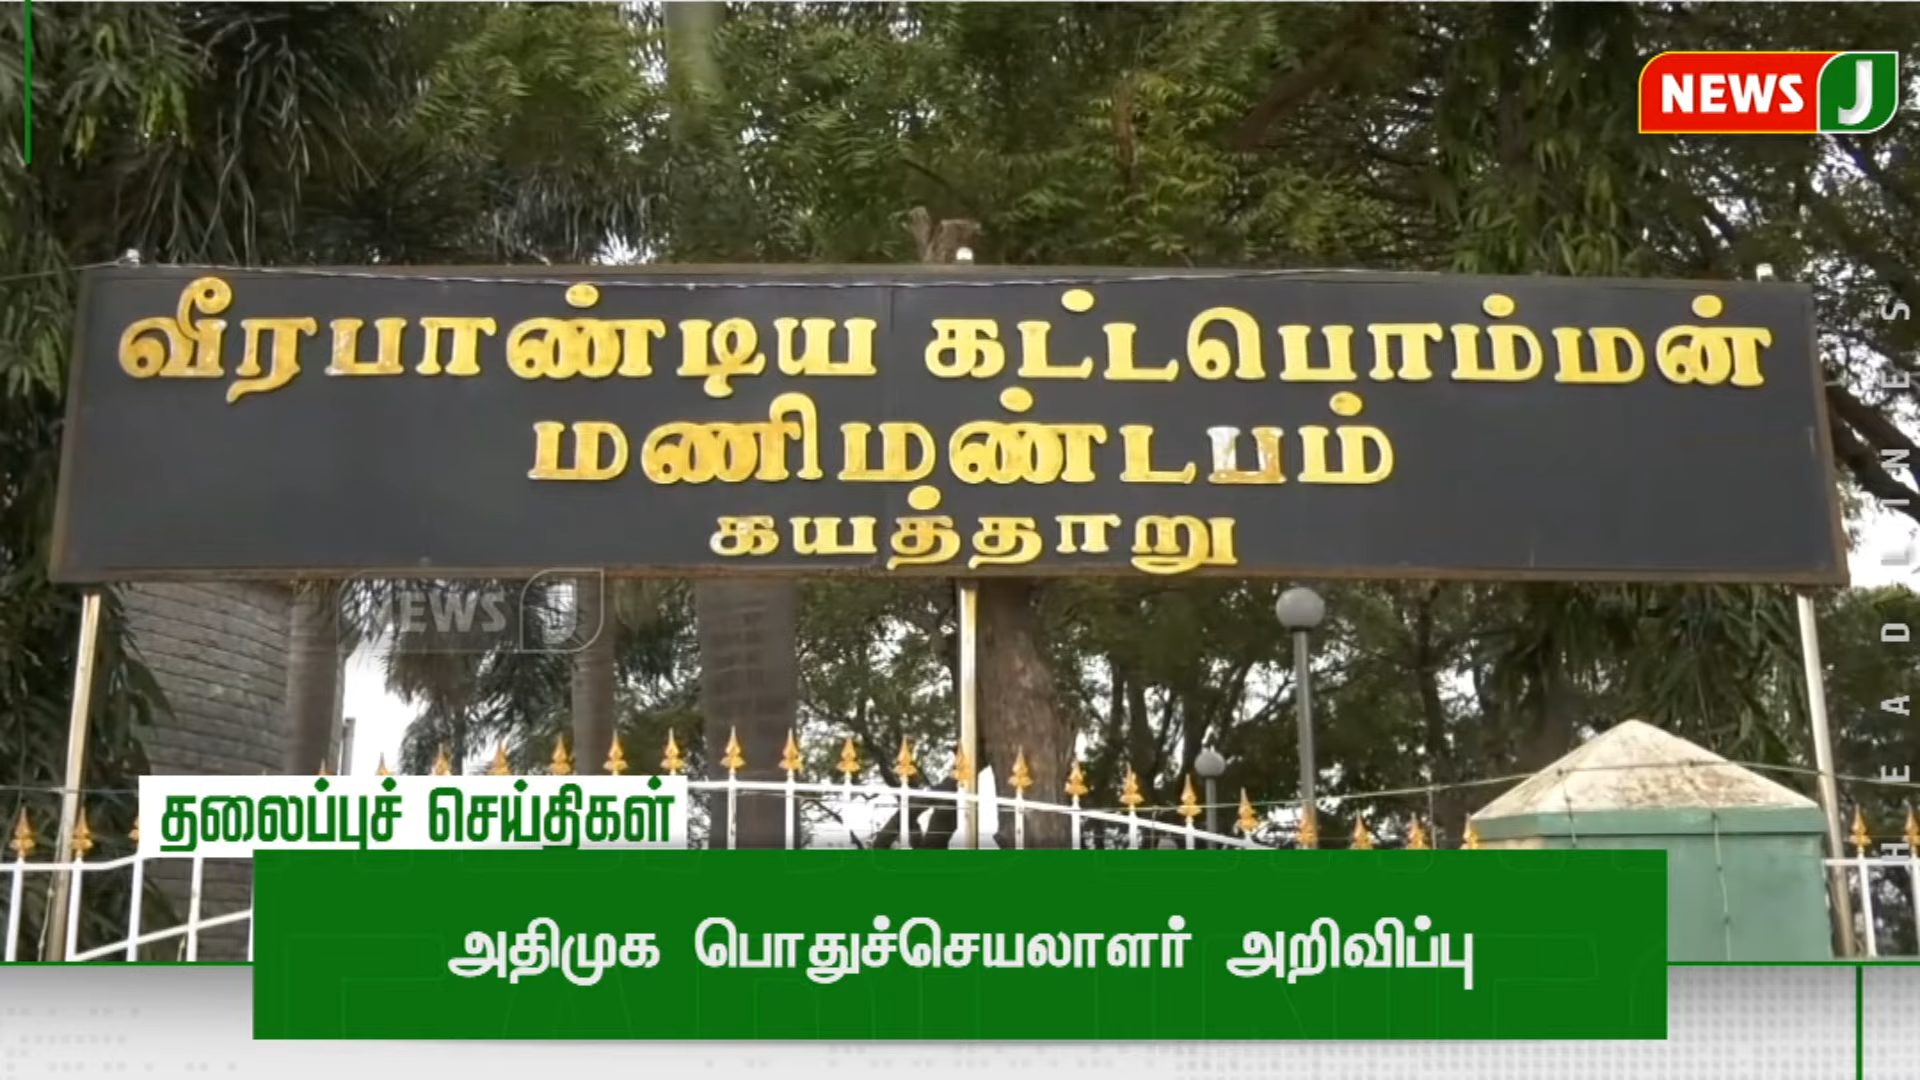 NEWS J
வீரபாண்டிய கட்டபொம்மன்
மணிமண்டபம்
கயத்தாறு
NEWS J
HEADLINES
தலைப்புச் செய்திகள்
அதிமுக பொதுச்செயலாளர் அறிவிப்பு